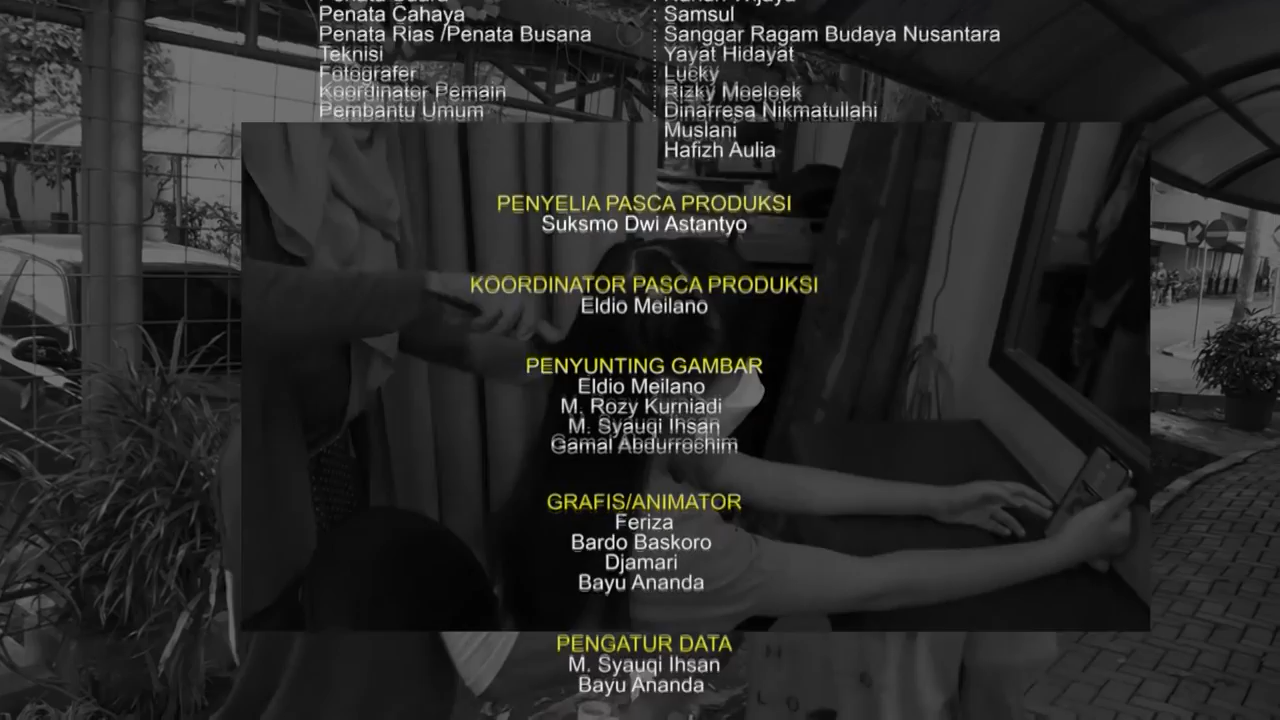 Penata Cahaya : Samsul
Penata Rias /Penata Busana : Sanggar Ragam Budaya Nusantara
Teknisi : Yayat Hidayat
Fotografer : Lucky
Koordinator Pemain : Rizky Moeloek
Pembantu Umum : Dinarresa Nikmatullahi
Muslani
Hafizh Aulia
PENYELIA PASCA PRODUKSI
Suksmo Dwi Astantyo
KOORDINATOR PASCA PRODUKSI
Eldio Meilano
PENYUNTING GAMBAR
Eldio Meilano
M. Rozy Kurniadi
M. Syauqi Ihsan
Gamal Abdurrochim
GRAFIS/ANIMATOR
Feriza
Bardo Baskoro
Djamari
Bayu Ananda
PENGATUR DATA
M. Syauqi Ihsan
Bayu Ananda